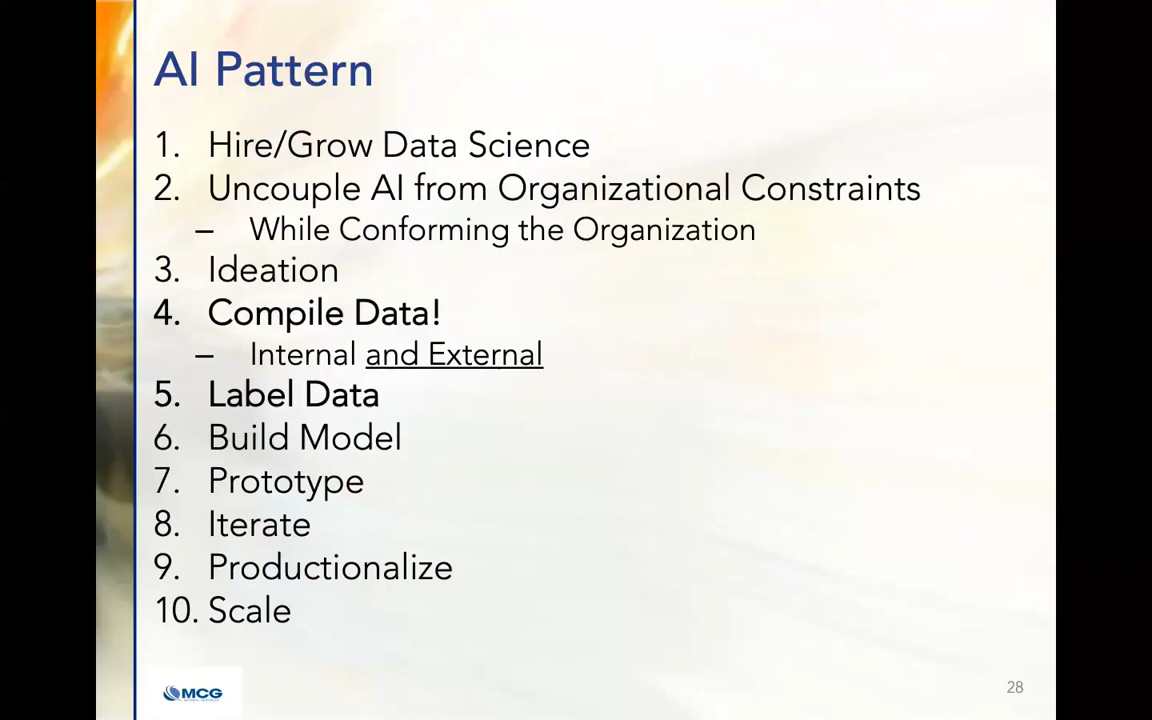 AI Pattern
1. Hire/Grow Data Science
2. Uncouple AI from Organizational Constraints
– While Conforming the Organization
3. Ideation
4. Compile Data!
– Internal and External
5. Label Data
6. Build Model
7. Prototype
8. Iterate
9. Productionalize
10. Scale
MCG
28